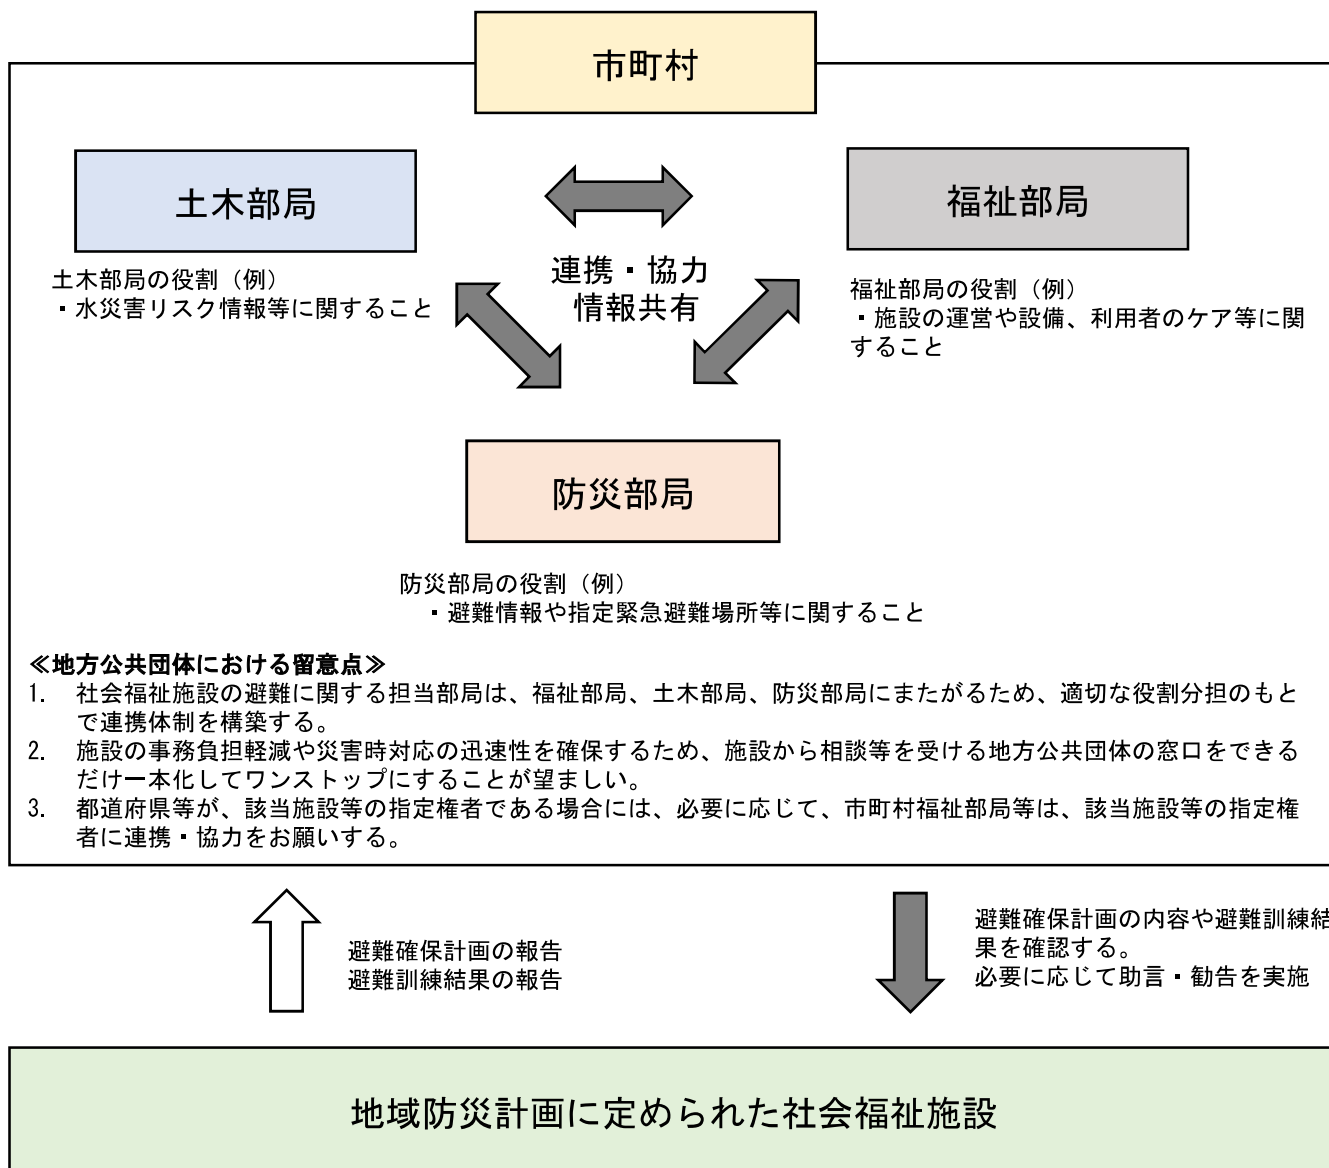 市町村
土木部局
福祉部局
土木部局の役割（例）
・水災害リスク情報等に関すること
連携・協力
情報共有
福祉部局の役割（例）
・施設の運営や設備、利用者のケア等に関
すること
防災部局
防災部局の役割（例）
・避難情報や指定緊急避難場所等に関すること
≪地方公共団体における留意点≫
1. 社会福祉施設の避難に関する担当部局は、福祉部局、土木部局、防災部局にまたがるため、適切な役割分担のもと
で連携体制を構築する。
2. 施設の事務負担軽減や災害時対応の迅速性を確保するため、施設から相談等を受ける地方公共団体の窓口をできる
だけ一本化してワンストップにすることが望ましい。
3. 都道府県等が、該当施設等の指定権者である場合には、必要に応じて、市町村福祉部局等は、該当施設等の指定権
者に連携・協力をお願いする。
避難確保計画の報告
避難訓練結果の報告
避難確保計画の内容や避難訓練結
果を確認する。
必要に応じて助言・勧告を実施
地域防災計画に定められた社会福祉施設